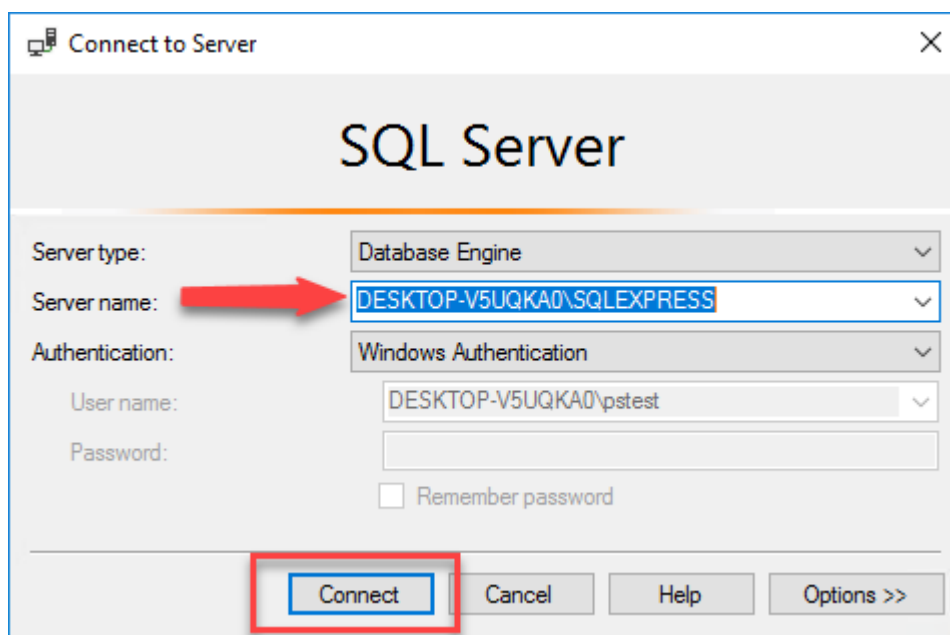 Connect to Server
SQL Server
Server type: Database Engine
Server name: DESKTOP-V5UQKA0\SQLEXPRESS
Authentication: Windows Authentication
User name: DESKTOP-V5UQKA0\pstest
Password:
Remember password
Connect Cancel Help Options >>